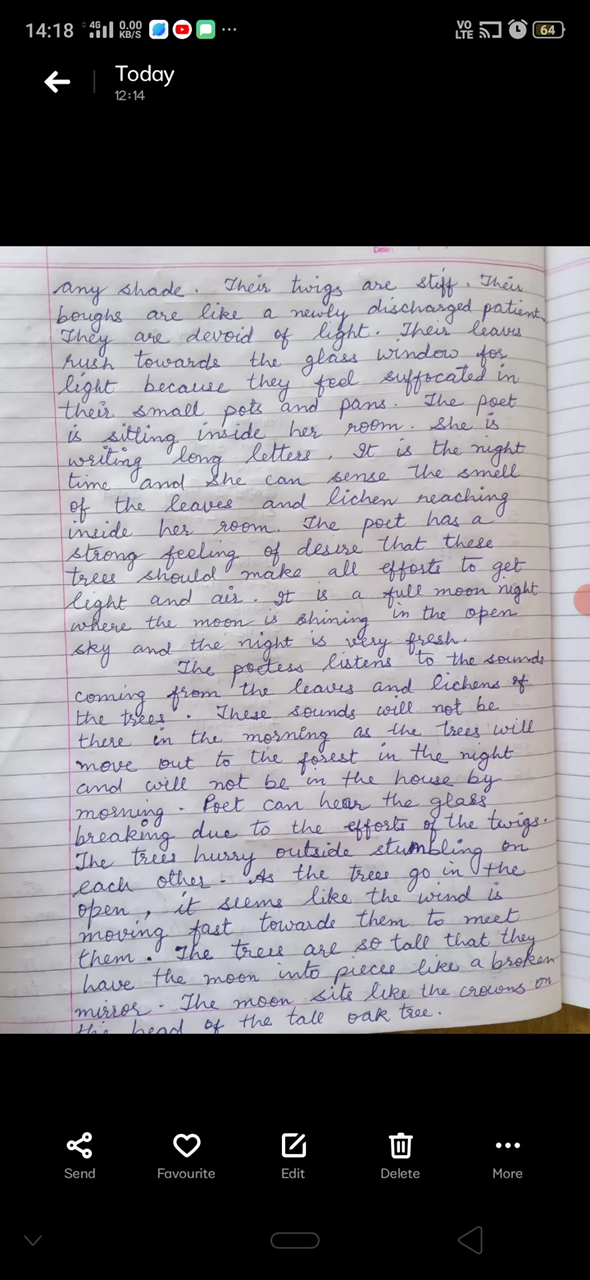 14:18 4G 0.00 KB/S ... VO LTE 64
Today
12:14
Date
any shade. Their twigs are stiff. Their
boughs are like a newly discharged patient.
They are devoid of light. Their leaves
rush towards the glass window for
light because they feel suffocated in
their small pots and pans. The poet
is sitting inside her room. She is
writing long letters. It is the night
time and she can sense the smell
of the leaves and lichen reaching
inside her room. The poet has a
strong feeling of desire that these
trees should make all efforts to get
light and air. It is a full moon night
where the moon is shining in the open
sky and the night is very fresh.
The poetess listens to the sounds
coming from the leaves and lichens of
the trees. These sounds will not be
there in the morning as the trees will
move out to the forest in the night
and will not be in the house by
morning. Poet can hear the glass
breaking due to the efforts of the twigs.
The trees hurry outside stumbling on
each other. As the trees go in the
open, it seems like the wind is
moving fast towards them to meet
them. The trees are so tall that they
have the moon into pieces like a broken
mirror. The moon sits like the crowns on
the head of the tall oak tree.
Send Favourite Edit Delete More